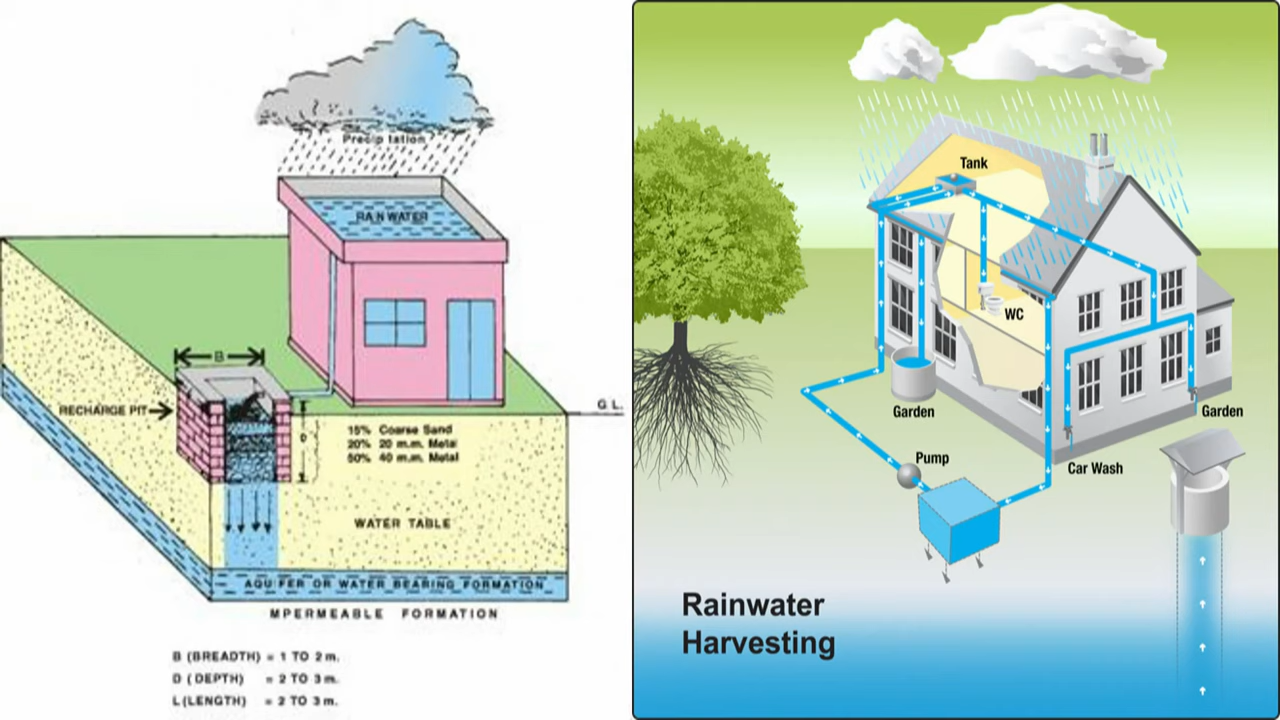 Precip tation
RAIN WATER
B
RECHARGE PIT
D
G L.
15% Coarse Sand
20% 20 m.m. Metal
50% 40 m.m. Metal
WATER TABLE
AQUIFER OR WATER BEARING FORMATION
MPERMEABLE FORMATION
B (BREADTH) = 1 TO 2 m.
D (DEPTH) = 2 TO 3 m.
L (LENGTH) = 2 TO 3 m.
Tank
WC
Garden
Garden
Pump
Car Wash
Rainwater
Harvesting